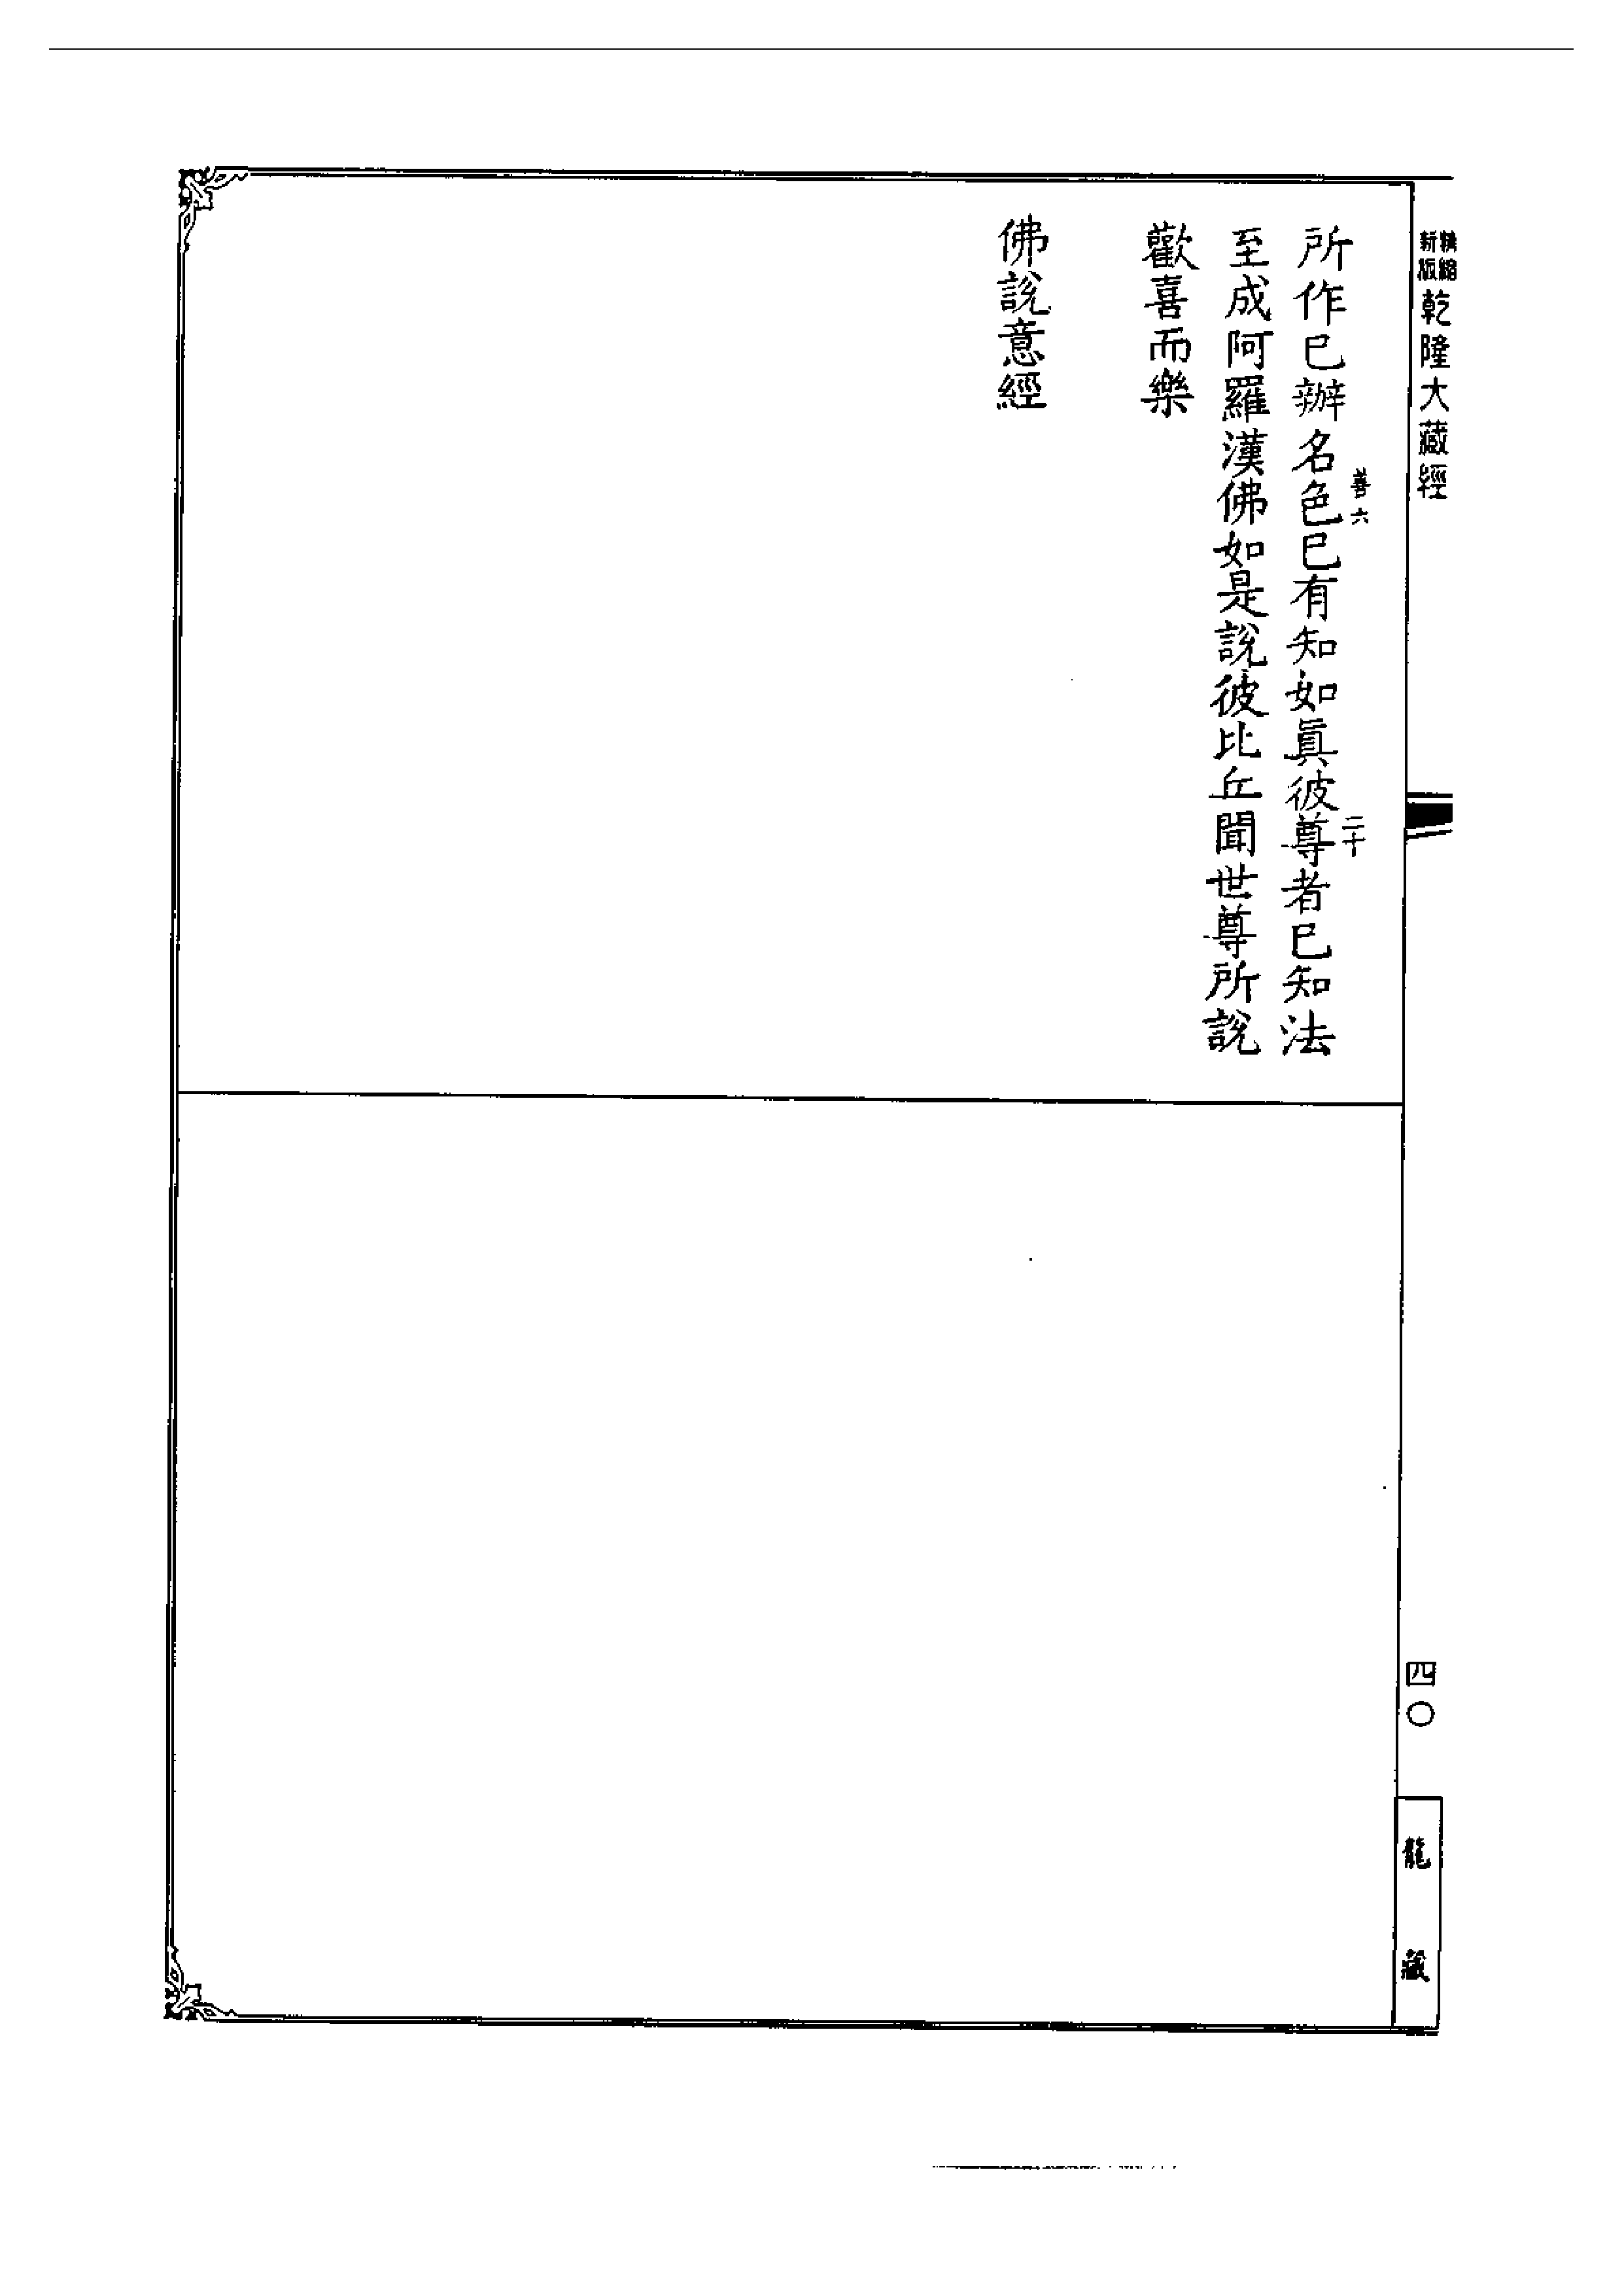 精縮
新版
乾隆大藏經
四〇
龍藏
善六
二十
所作巳辦名色巳有知如眞彼尊者巳知法
至成阿羅漢佛如是說彼比丘聞世尊所說
歡喜而樂
佛說意經